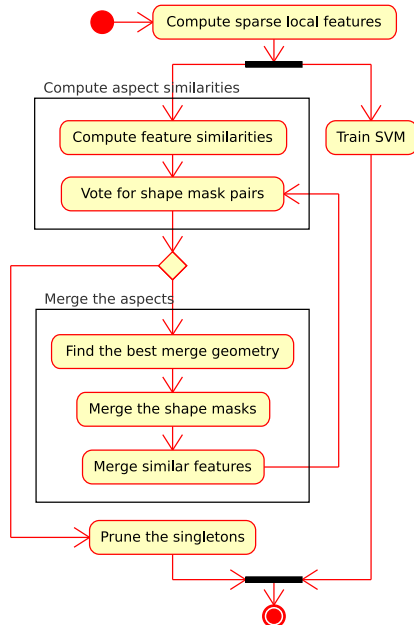 Compute sparse local features
Compute aspect similarities
Compute feature similarities
Train SVM
Vote for shape mask pairs
Merge the aspects
Find the best merge geometry
Merge the shape masks
Merge similar features
Prune the singletons